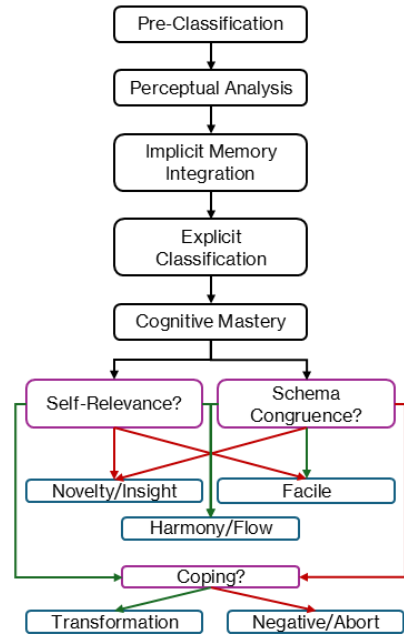 Pre-Classification
Perceptual Analysis
Implicit Memory
Integration
Explicit
Classification
Cognitive Mastery
Self-Relevance?
Schema
Congruence?
Novelty/Insight
Facile
Harmony/Flow
Coping?
Transformation
Negative/Abort